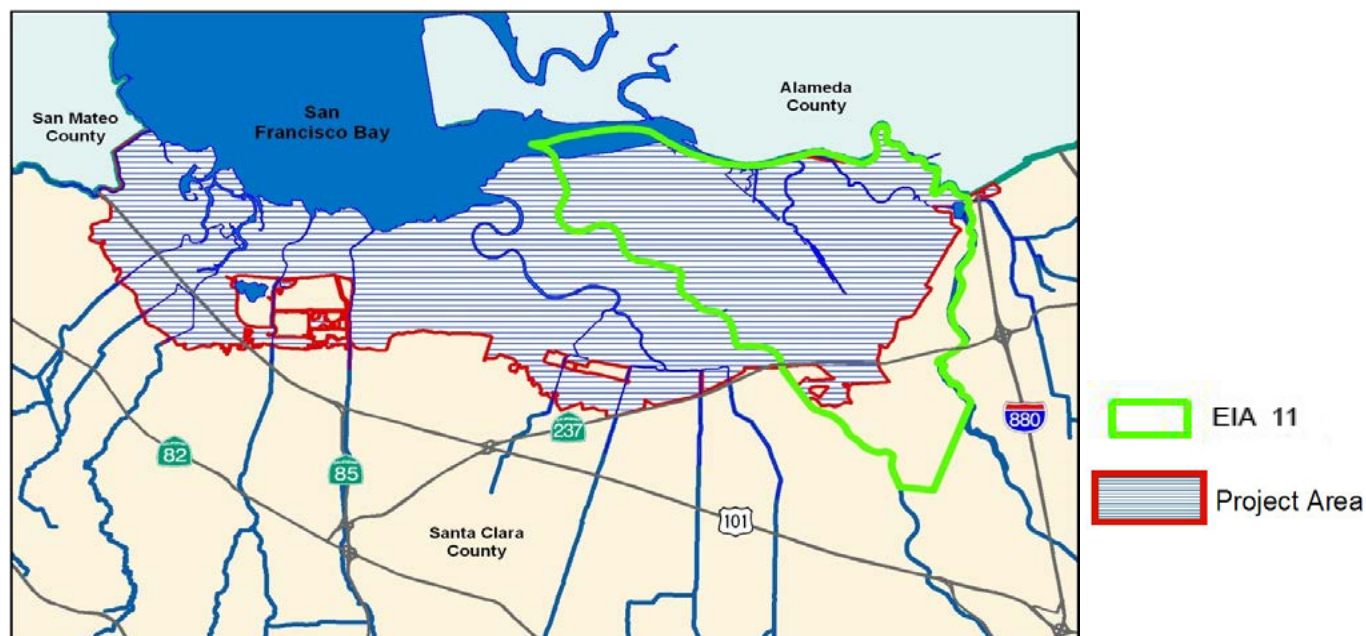 San Mateo
County
San
Francisco Bay
Alameda
County
82
85
237
Santa Clara
County
101
880
EIA 11
Project Area